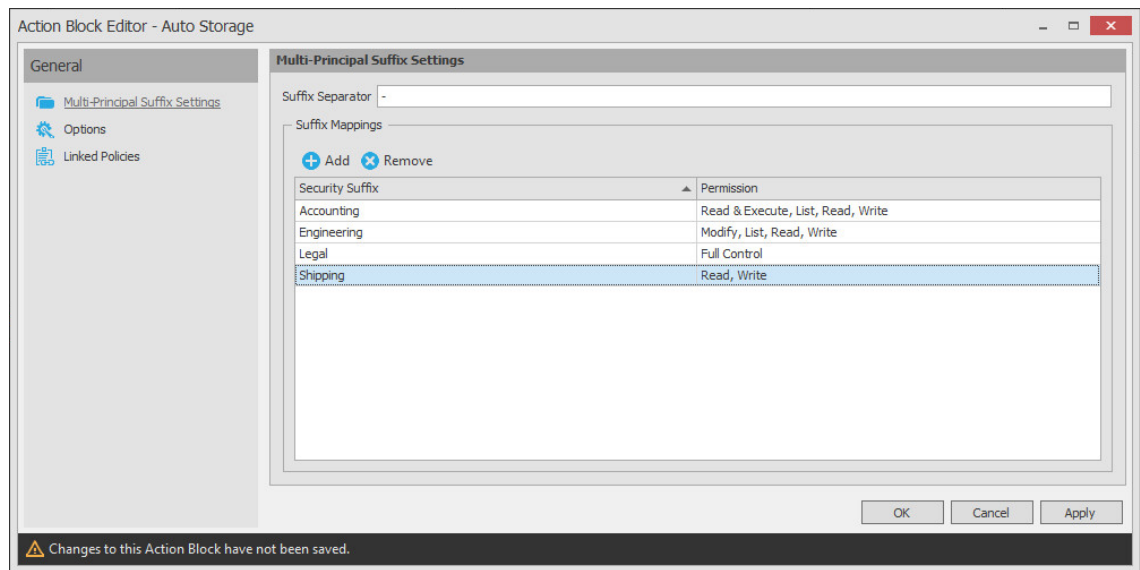 Action Block Editor - Auto Storage
General
Multi-Principal Suffix Settings
Options
Linked Policies
Multi-Principal Suffix Settings
Suffix Separator -
Suffix Mappings
Add Remove
Security Suffix Permission
Accounting Read & Execute, List, Read, Write
Engineering Modify, List, Read, Write
Legal Full Control
Shipping Read, Write
OK Cancel Apply
Changes to this Action Block have not been saved.